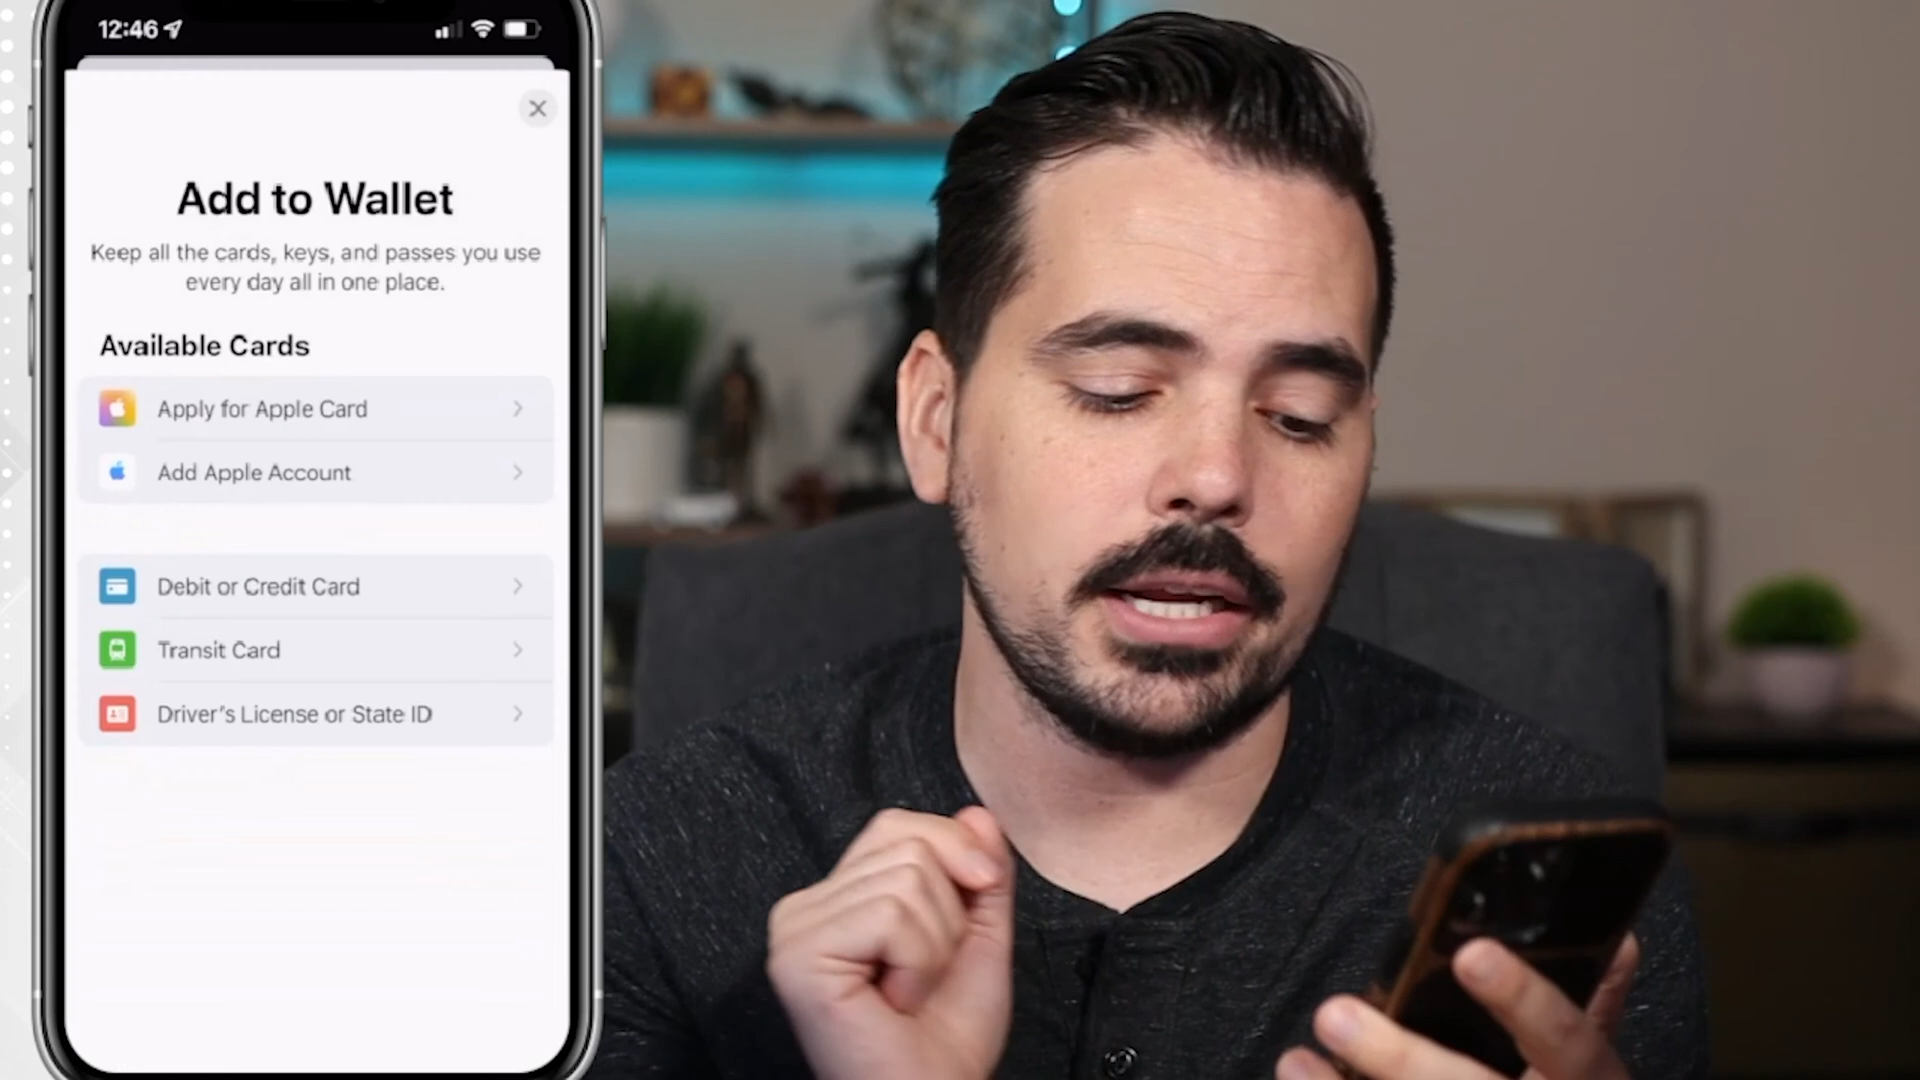 12:46
Add to Wallet
Keep all the cards, keys, and passes you use
every day all in one place.
Available Cards
Apply for Apple Card
Add Apple Account
Debit or Credit Card
Transit Card
Driver's License or State ID